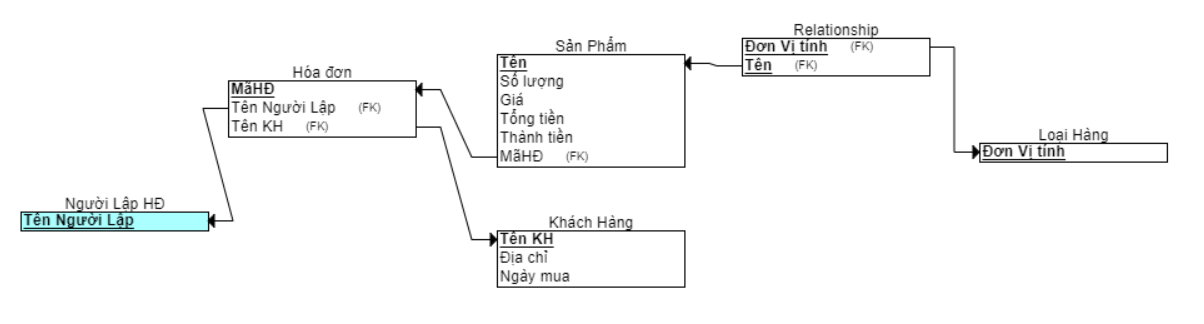 Relationship
Đơn Vị tính (FK)
Tên (FK)
Sản Phẩm
Tên
Số lượng
Giá
Tổng tiền
Thành tiền
MãHĐ (FK)
Hóa đơn
MãHĐ
Tên Người Lập (FK)
Tên KH (FK)
Loại Hàng
Đơn Vị tính
Người Lập HĐ
Tên Người Lập
Khách Hàng
Tên KH
Địa chỉ
Ngày mua